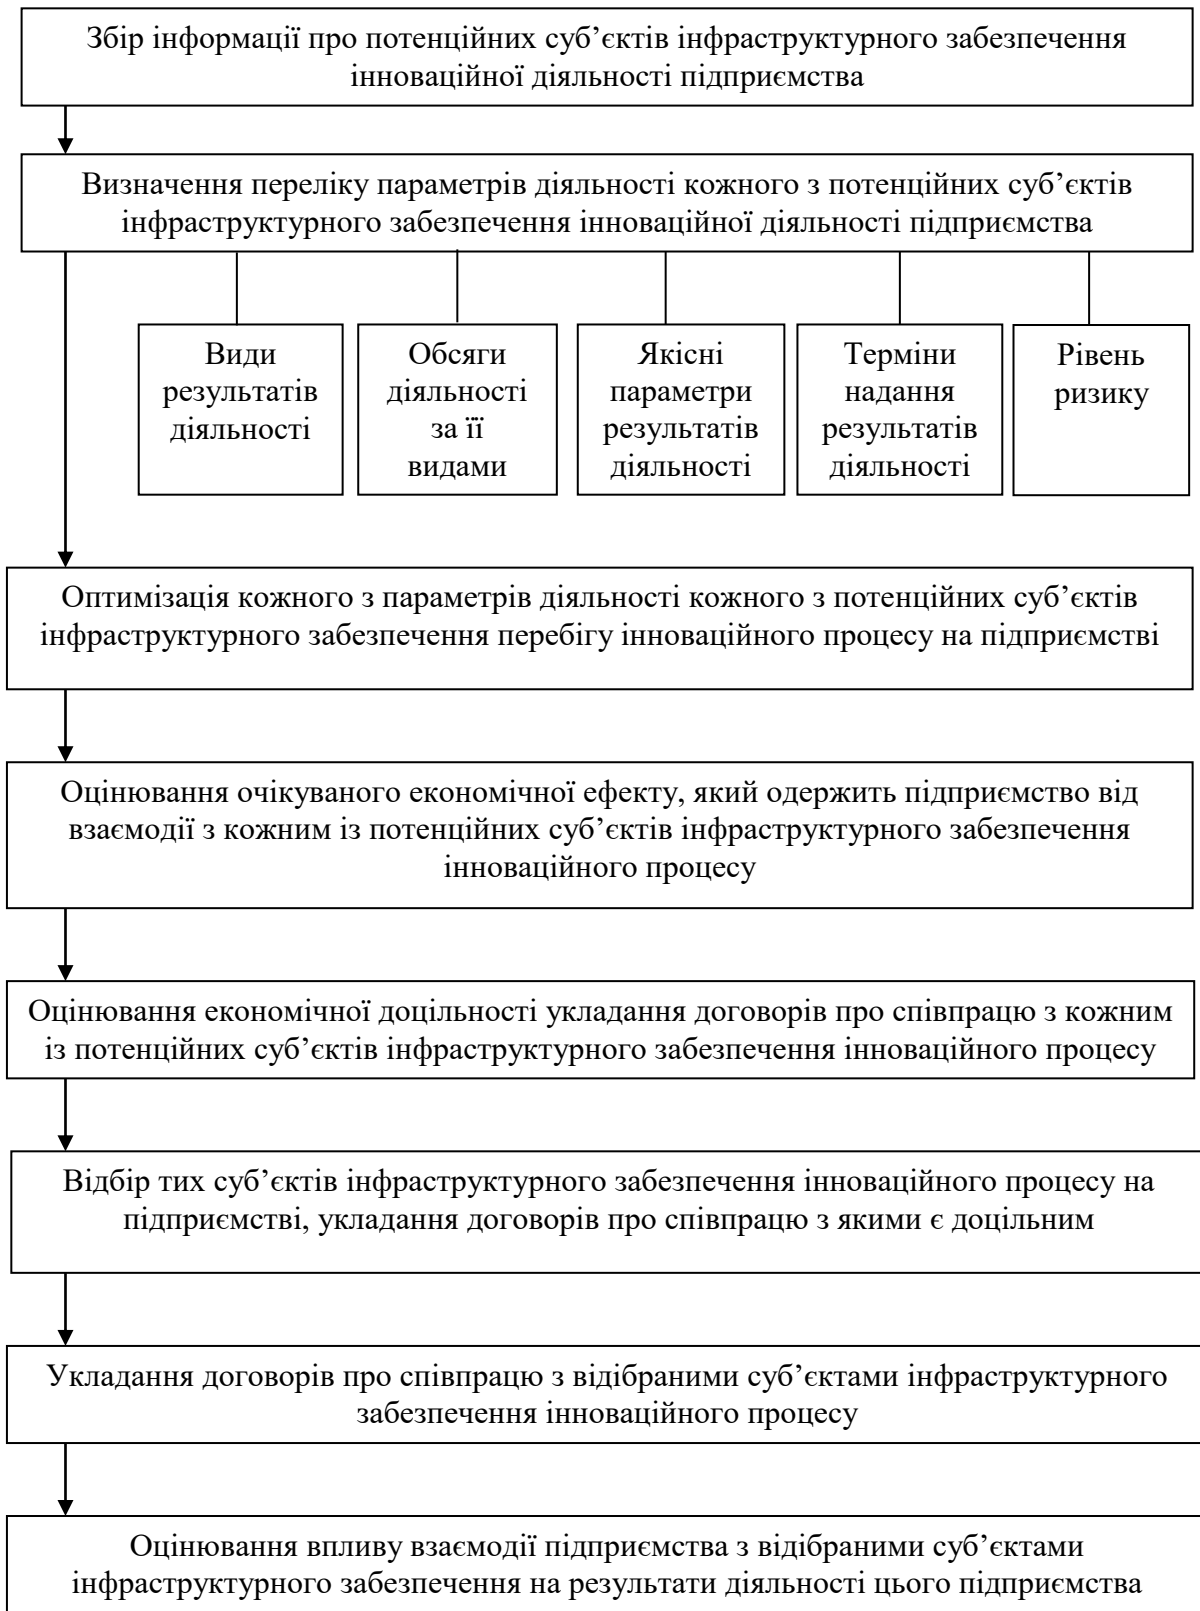 Збір інформації про потенційних суб’єктів інфраструктурного забезпечення
інноваційної діяльності підприємства
Визначення переліку параметрів діяльності кожного з потенційних суб’єктів
інфраструктурного забезпечення інноваційної діяльності підприємства
Види
результатів
діяльності
Обсяги
діяльності
за її
видами
Якісні
параметри
результатів
діяльності
Терміни
надання
результатів
діяльності
Рівень
ризику
Оптимізація кожного з параметрів діяльності кожного з потенційних суб’єктів
інфраструктурного забезпечення перебігу інноваційного процесу на підприємстві
Оцінювання очікуваного економічної ефекту, який одержить підприємство від
взаємодії з кожним із потенційних суб’єктів інфраструктурного забезпечення
інноваційного процесу
Оцінювання економічної доцільності укладання договорів про співпрацю з кожним
із потенційних суб’єктів інфраструктурного забезпечення інноваційного процесу
Відбір тих суб’єктів інфраструктурного забезпечення інноваційного процесу на
підприємстві, укладання договорів про співпрацю з якими є доцільним
Укладання договорів про співпрацю з відібраними суб’єктами інфраструктурного
забезпечення інноваційного процесу
Оцінювання впливу взаємодії підприємства з відібраними суб’єктами
інфраструктурного забезпечення на результати діяльності цього підприємства